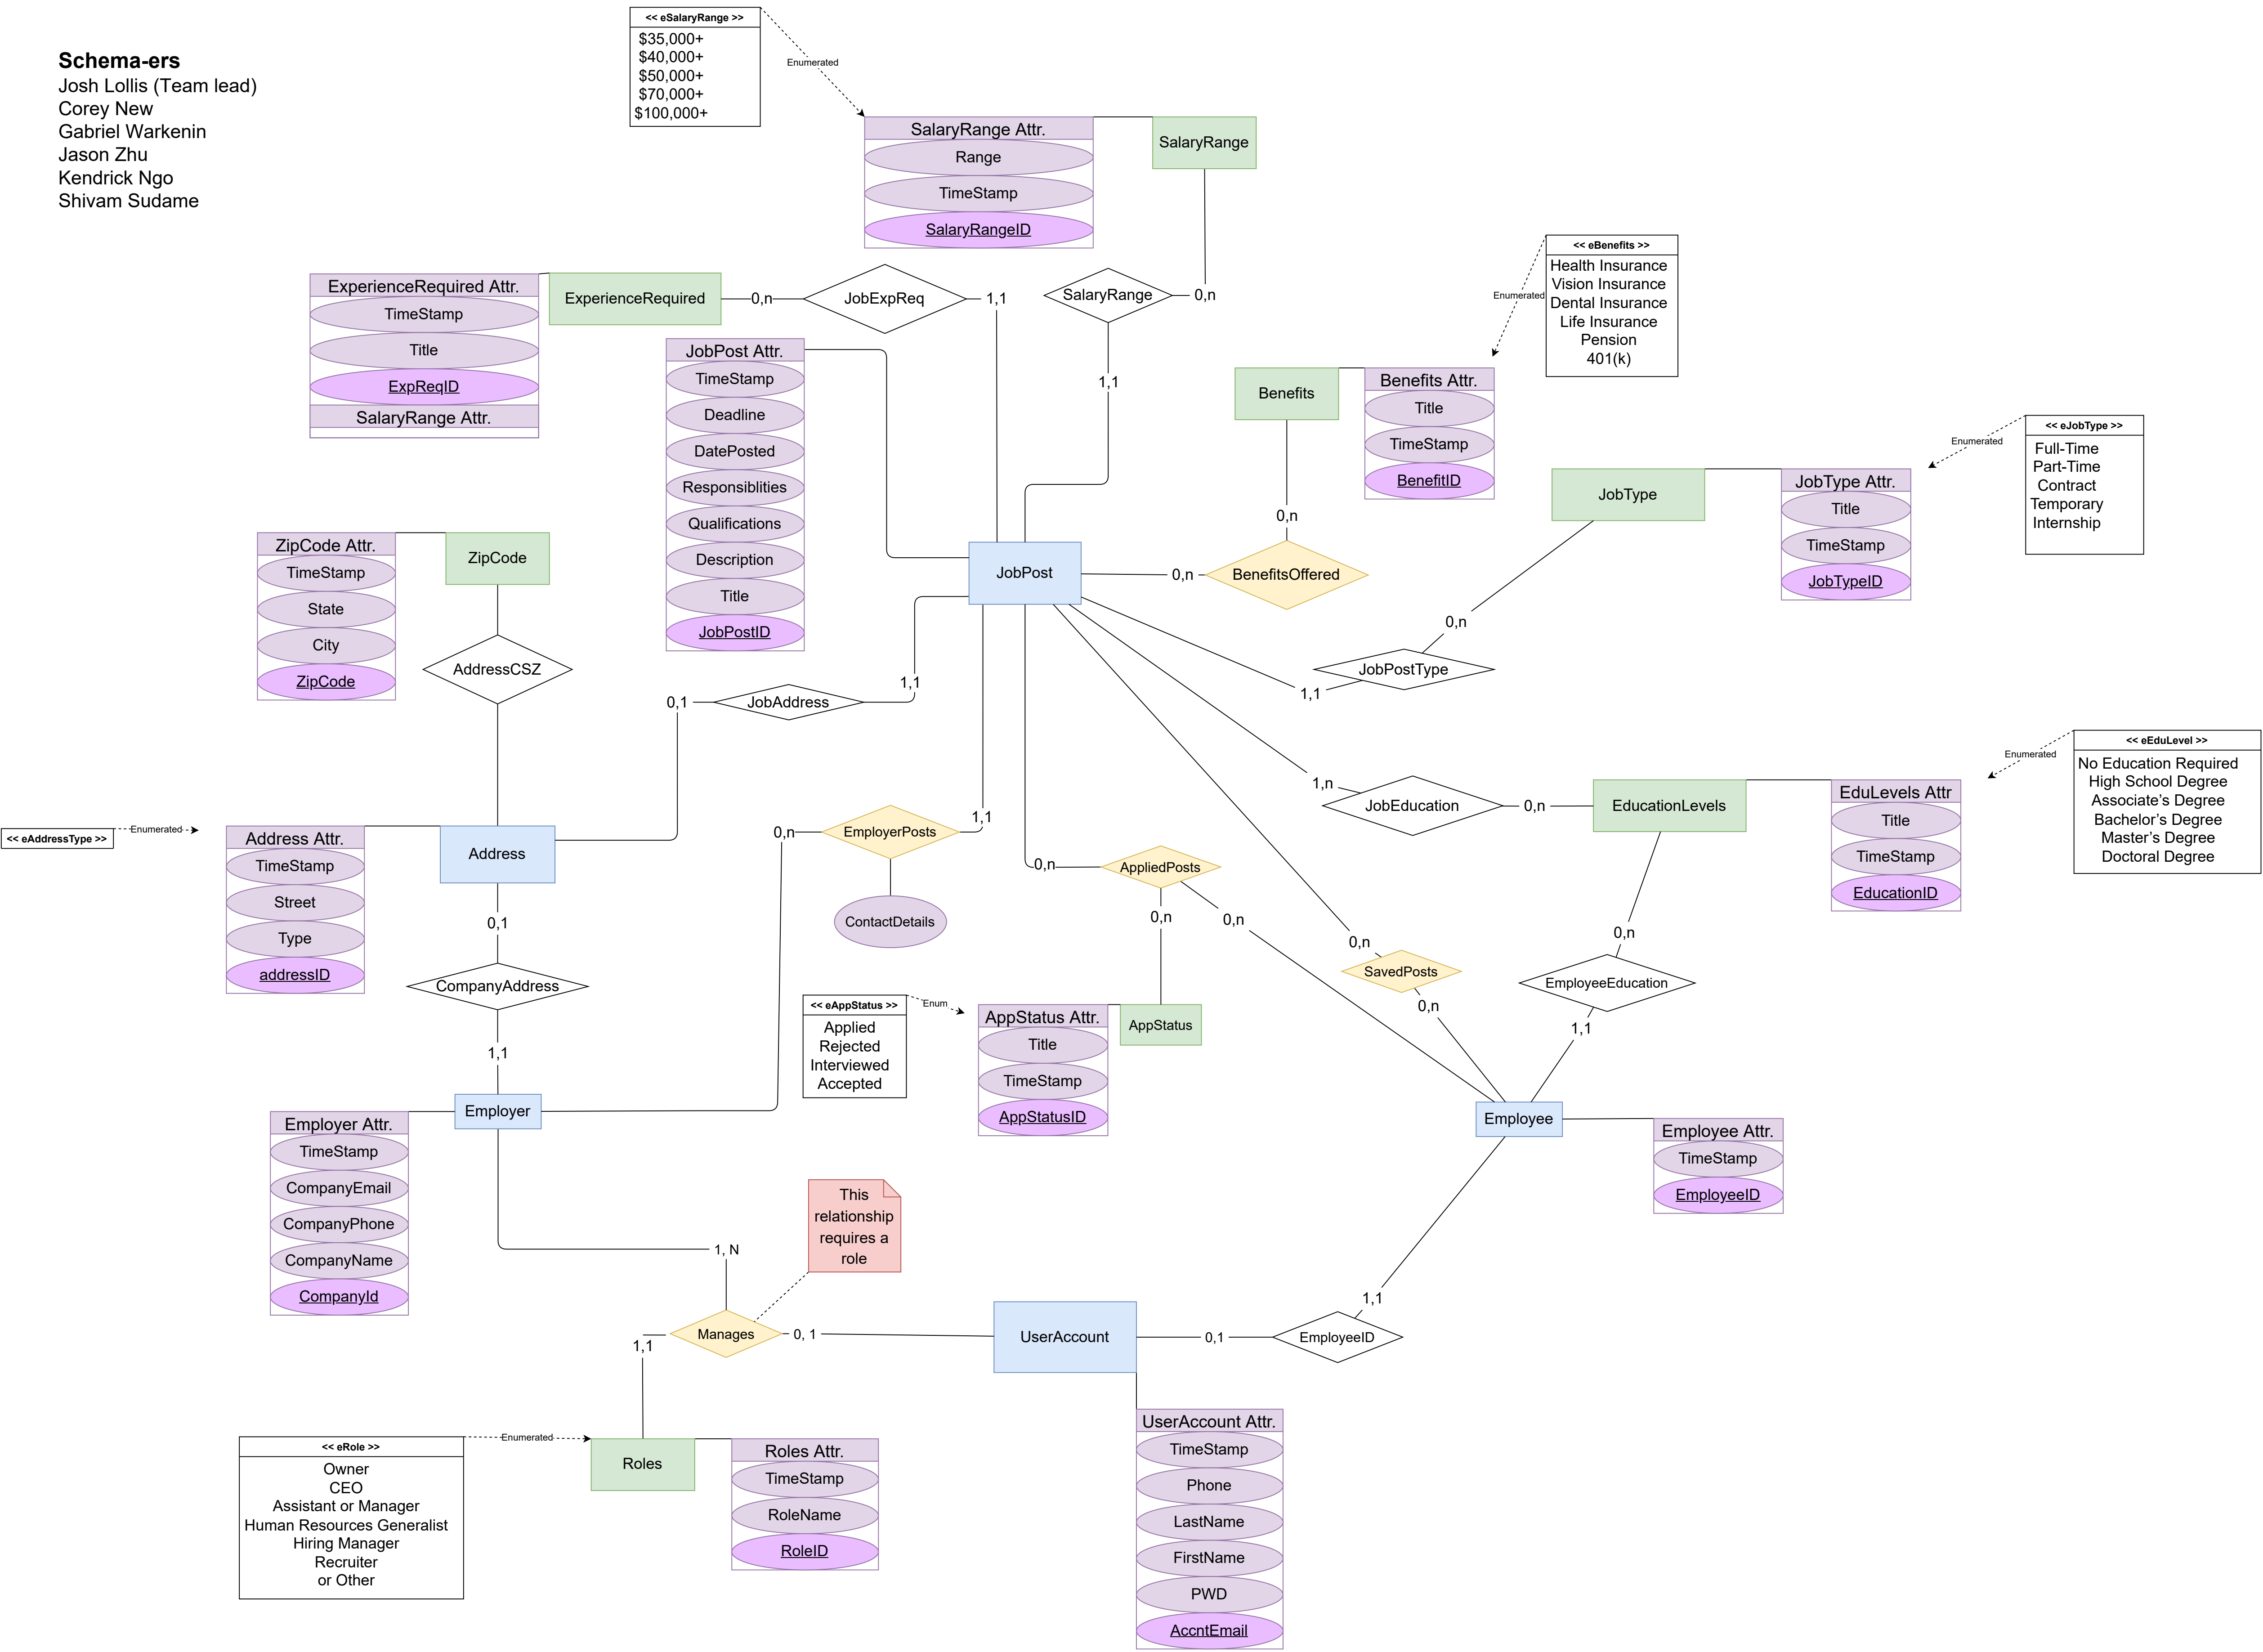 Schema-ers
Josh Lollis (Team lead)
Corey New
Gabriel Warkenin
Jason Zhu
Kendrick Ngo
Shivam Sudame
<< eSalaryRange >>
$35,000+
$40,000+
$50,000+
$70,000+
$100,000+
Enumerated
SalaryRange Attr.
Range
TimeStamp
SalaryRangeID
SalaryRange
<< eBenefits >>
Health Insurance
Vision Insurance
Dental Insurance
Life Insurance
Pension
401(k)
Enumerated
ExperienceRequired Attr.
TimeStamp
Title
ExpReqID
SalaryRange Attr.
ExperienceRequired
0,n
JobExpReq
1,1
SalaryRange
0,n
1,1
JobPost Attr.
TimeStamp
Deadline
DatePosted
Responsiblities
Qualifications
Description
Title
JobPostID
Benefits
Benefits Attr.
Title
TimeStamp
BenefitID
0,n
<< eJobType >>
Full-Time
Part-Time
Contract
Temporary
Internship
Enumerated
JobType
JobType Attr.
Title
TimeStamp
JobTypeID
ZipCode Attr.
TimeStamp
State
City
ZipCode
ZipCode
AddressCSZ
JobPost
0,n
BenefitsOffered
0,n
JobPostType
1,1
0,1
JobAddress
1,1
<< eEduLevel >>
No Education Required
High School Degree
Associate's Degree
Bachelor's Degree
Master's Degree
Doctoral Degree
Enumerated
1,n
JobEducation
0,n
EducationLevels
EduLevels Attr
Title
TimeStamp
EducationID
<< eAddressType >>
Enumerated
Address Attr.
TimeStamp
Street
Type
addressID
Address
0,n
EmployerPosts
1,1
ContactDetails
0,n
AppliedPosts
0,n
0,n
0,1
CompanyAddress
1,1
0,n
SavedPosts
0,n
0,n
EmployeeEducation
1,1
<< eAppStatus >>
Applied
Rejected
Interviewed
Accepted
Enum
AppStatus Attr.
Title
TimeStamp
AppStatusID
AppStatus
Employer
Employer Attr.
TimeStamp
CompanyEmail
CompanyPhone
CompanyName
CompanyId
Employee
Employee Attr.
TimeStamp
EmployeeID
This
relationship
requires a
role
1, N
1,1
Manages
0, 1
UserAccount
0,1
EmployeeID
1,1
<< eRole >>
Owner
CEO
Assistant or Manager
Human Resources Generalist
Hiring Manager
Recruiter
or Other
Enumerated
Roles
Roles Attr.
TimeStamp
RoleName
RoleID
UserAccount Attr.
TimeStamp
Phone
LastName
FirstName
PWD
AccntEmail